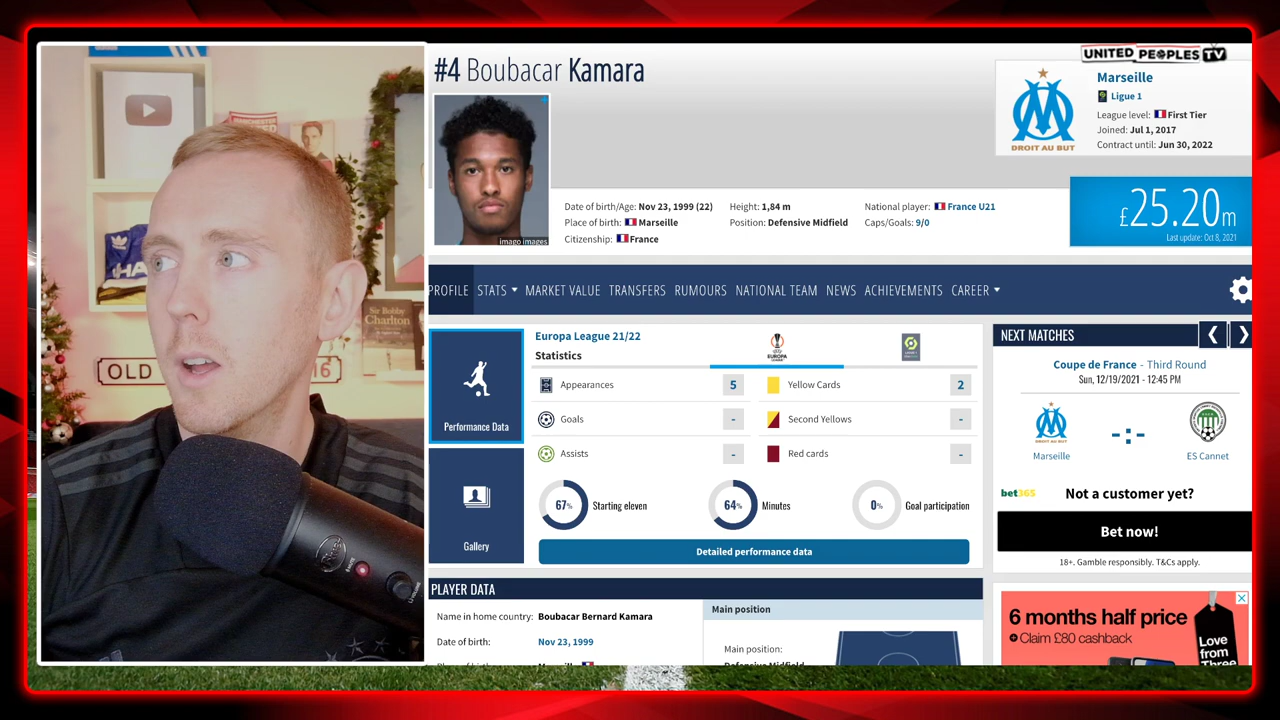 UNITED PEOPLES TV
#4 Boubacar Kamara
imago images
Date of birth/Age: Nov 23, 1999 (22)
Place of birth: Marseille
Citizenship: France
Height: 1,84 m
Position: Defensive Midfield
National player: France U21
Caps/Goals: 9/0
DROIT AU BUT
Marseille
Ligue 1
League level: First Tier
Joined: Jul 1, 2017
Contract until: Jun 30, 2022
£25.20m
Last update: Oct 8, 2021
PROFILE STATS MARKET VALUE TRANSFERS RUMOURS NATIONAL TEAM NEWS ACHIEVEMENTS CAREER
Performance Data
Gallery
Europa League 21/22
Statistics
Appearances 5 Yellow Cards 2
Goals - Second Yellows -
Assists - Red cards -
67% Starting eleven 64% Minutes 0% Goal participation
Detailed performance data
NEXT MATCHES
Coupe de France - Third Round
Sun, 12/19/2021 - 12:45 PM
-:-
Marseille ES Cannet
bet365 Not a customer yet?
Bet now!
18+. Gamble responsibly. T&Cs apply.
PLAYER DATA
Name in home country: Boubacar Bernard Kamara
Date of birth: Nov 23, 1999
Main position
Main position:
Defensive Midfield
6 months half price
Claim £80 cashback
Love
from
Three
Sir Bobby
Charlton
OLD
16
MANCHESTER